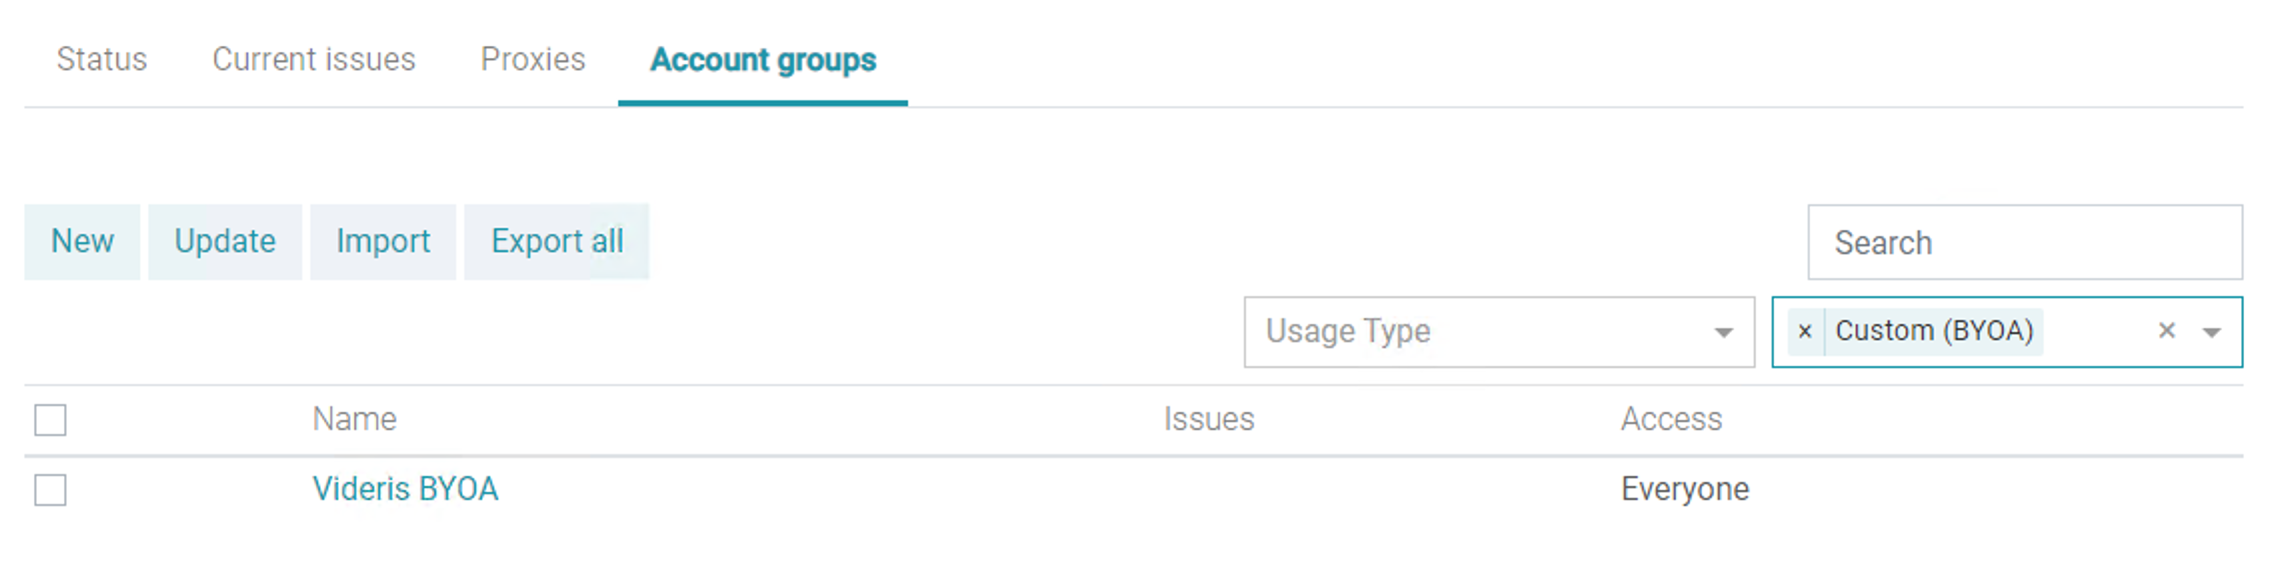 Status Current issues Proxies Account groups
New Update Import Export all Search
Usage Type × Custom (BYOA) ×
Name Issues Access
Videris BYOA Everyone